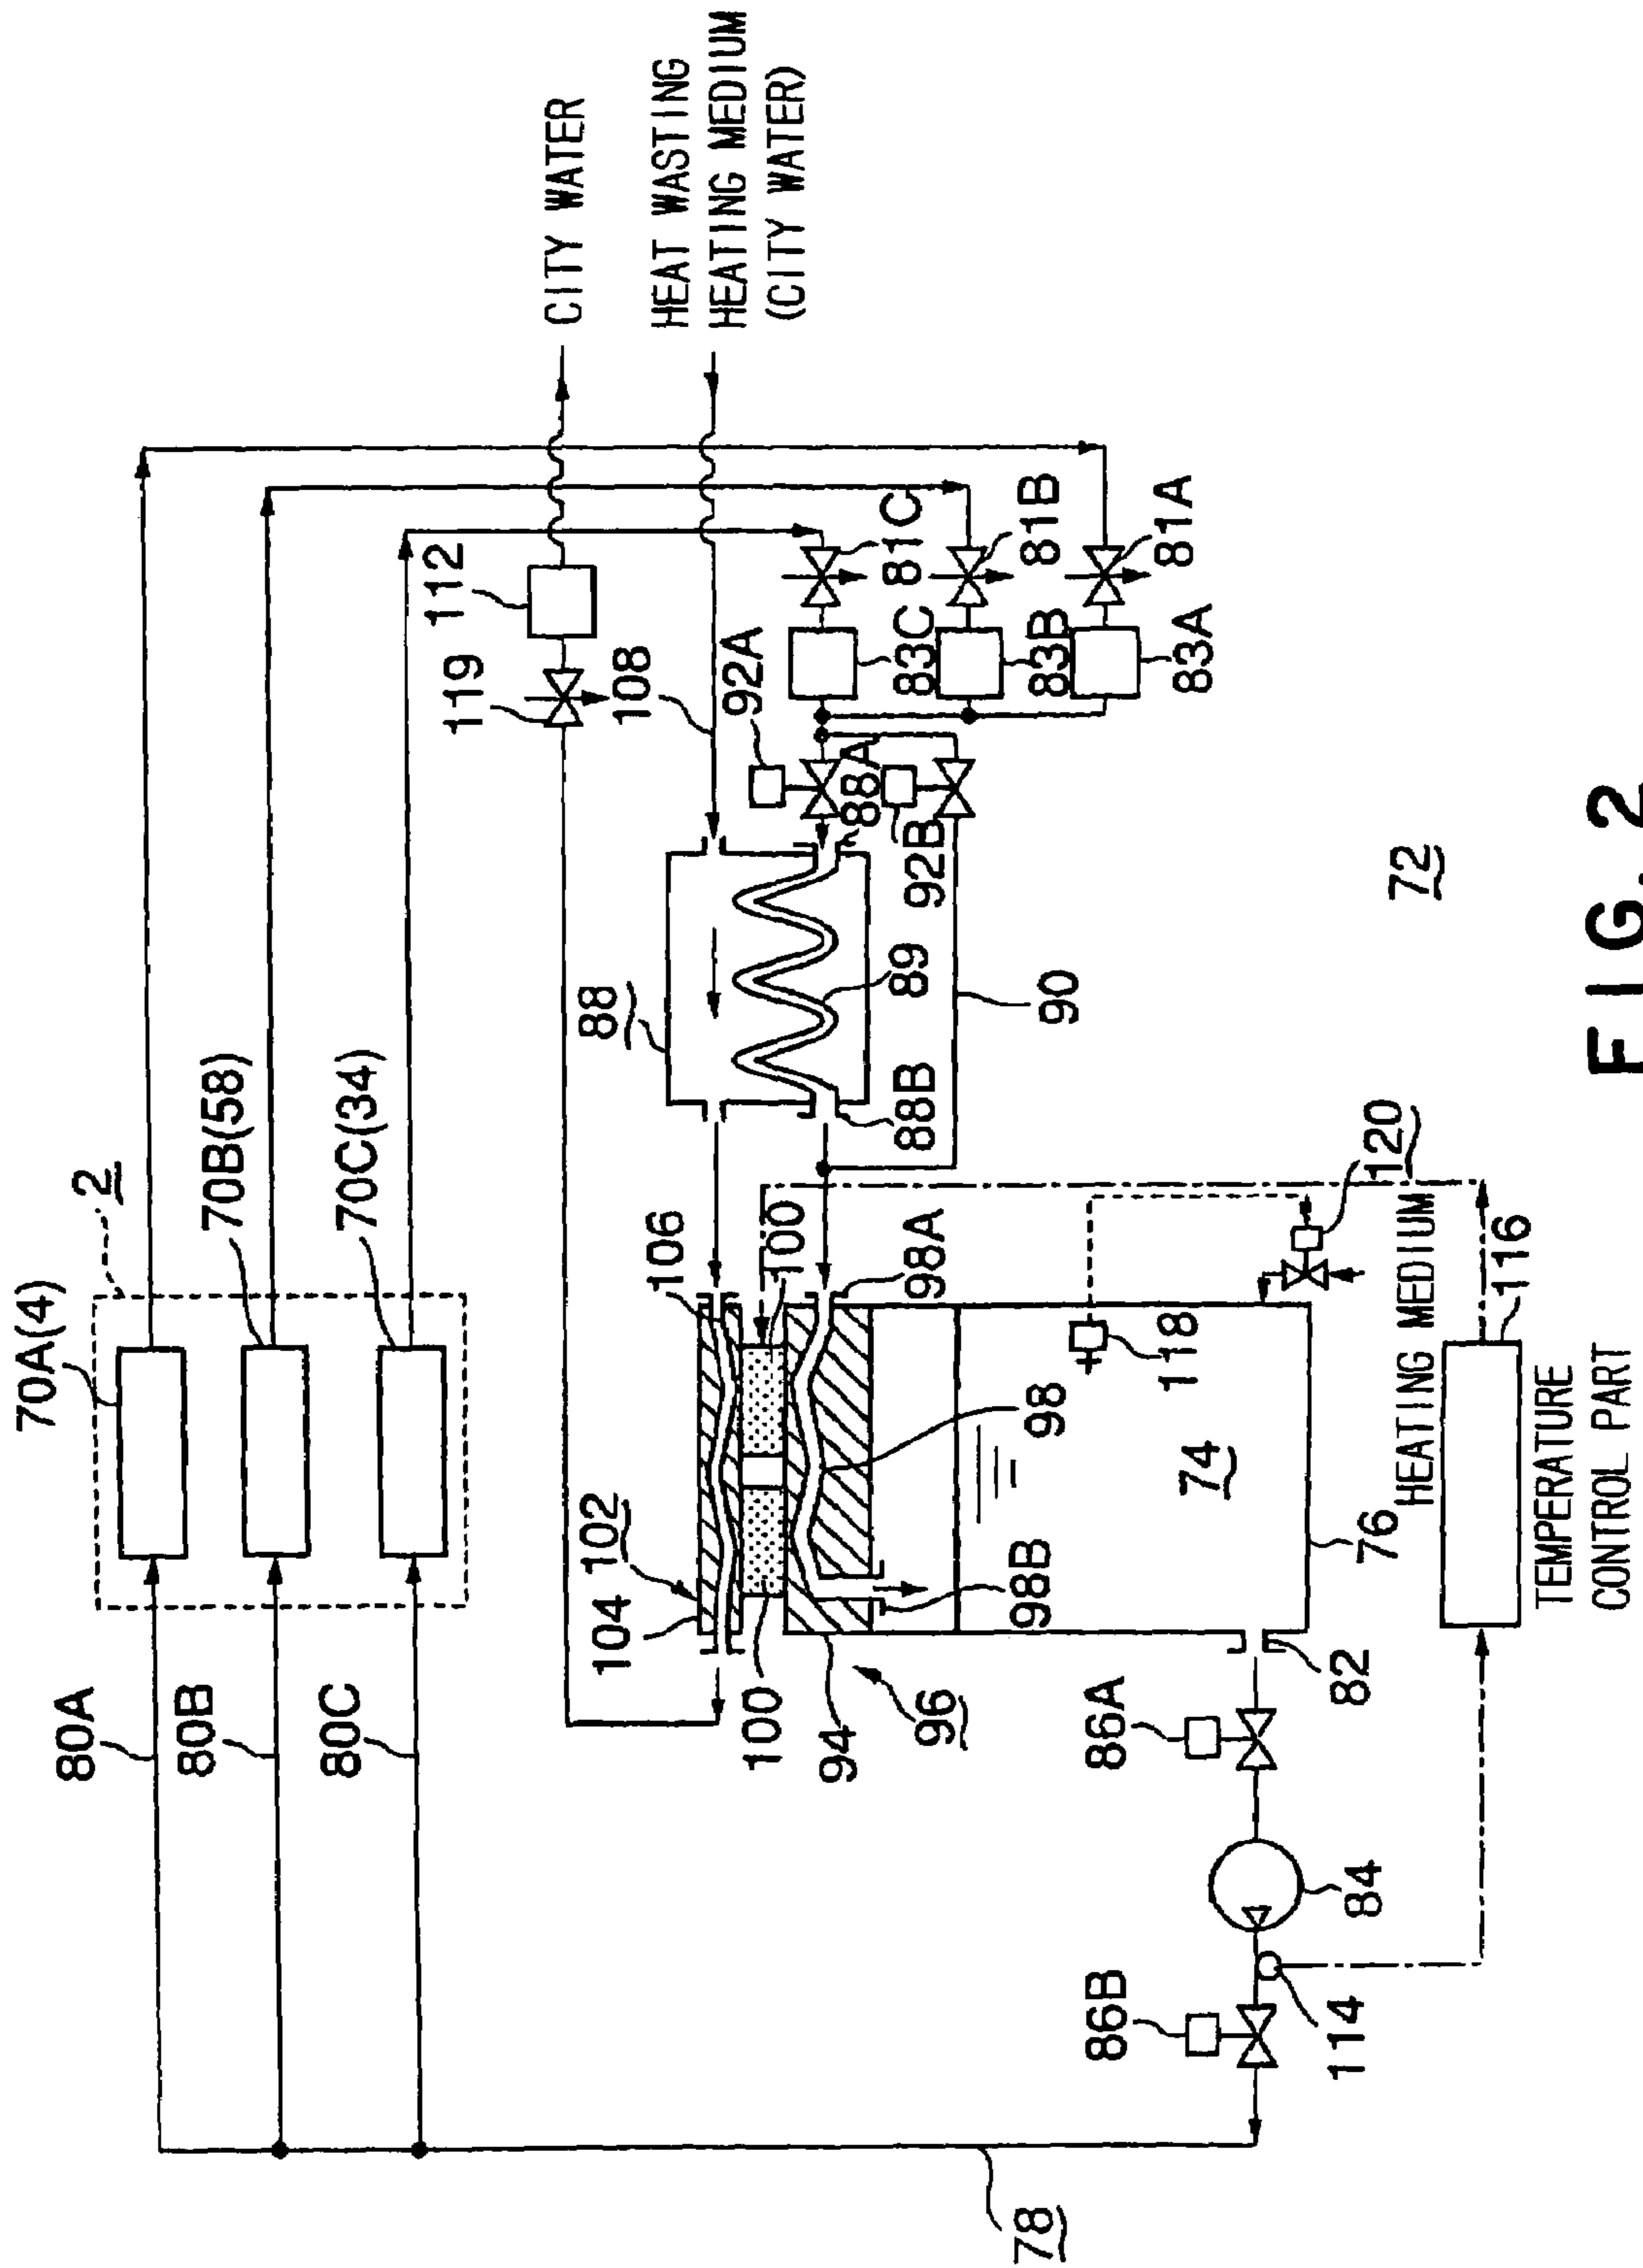 FIG. 2
72
CITY WATER
HEAT WASTING
HEATING MEDIUM
(CITY WATER)
112
119
108
92A
81C
81B
81A
83C
83B
83A
88A
92B
88
89
88B
90
2
70A(4)
70B(58)
70C(34)
106
100
98A
120
118
HEATING MEDIUM
116
98
74
76
102
104
98B
100
94
96
82
TEMPERATURE
CONTROL PART
80A
80B
80C
86A
84
86B
114
78